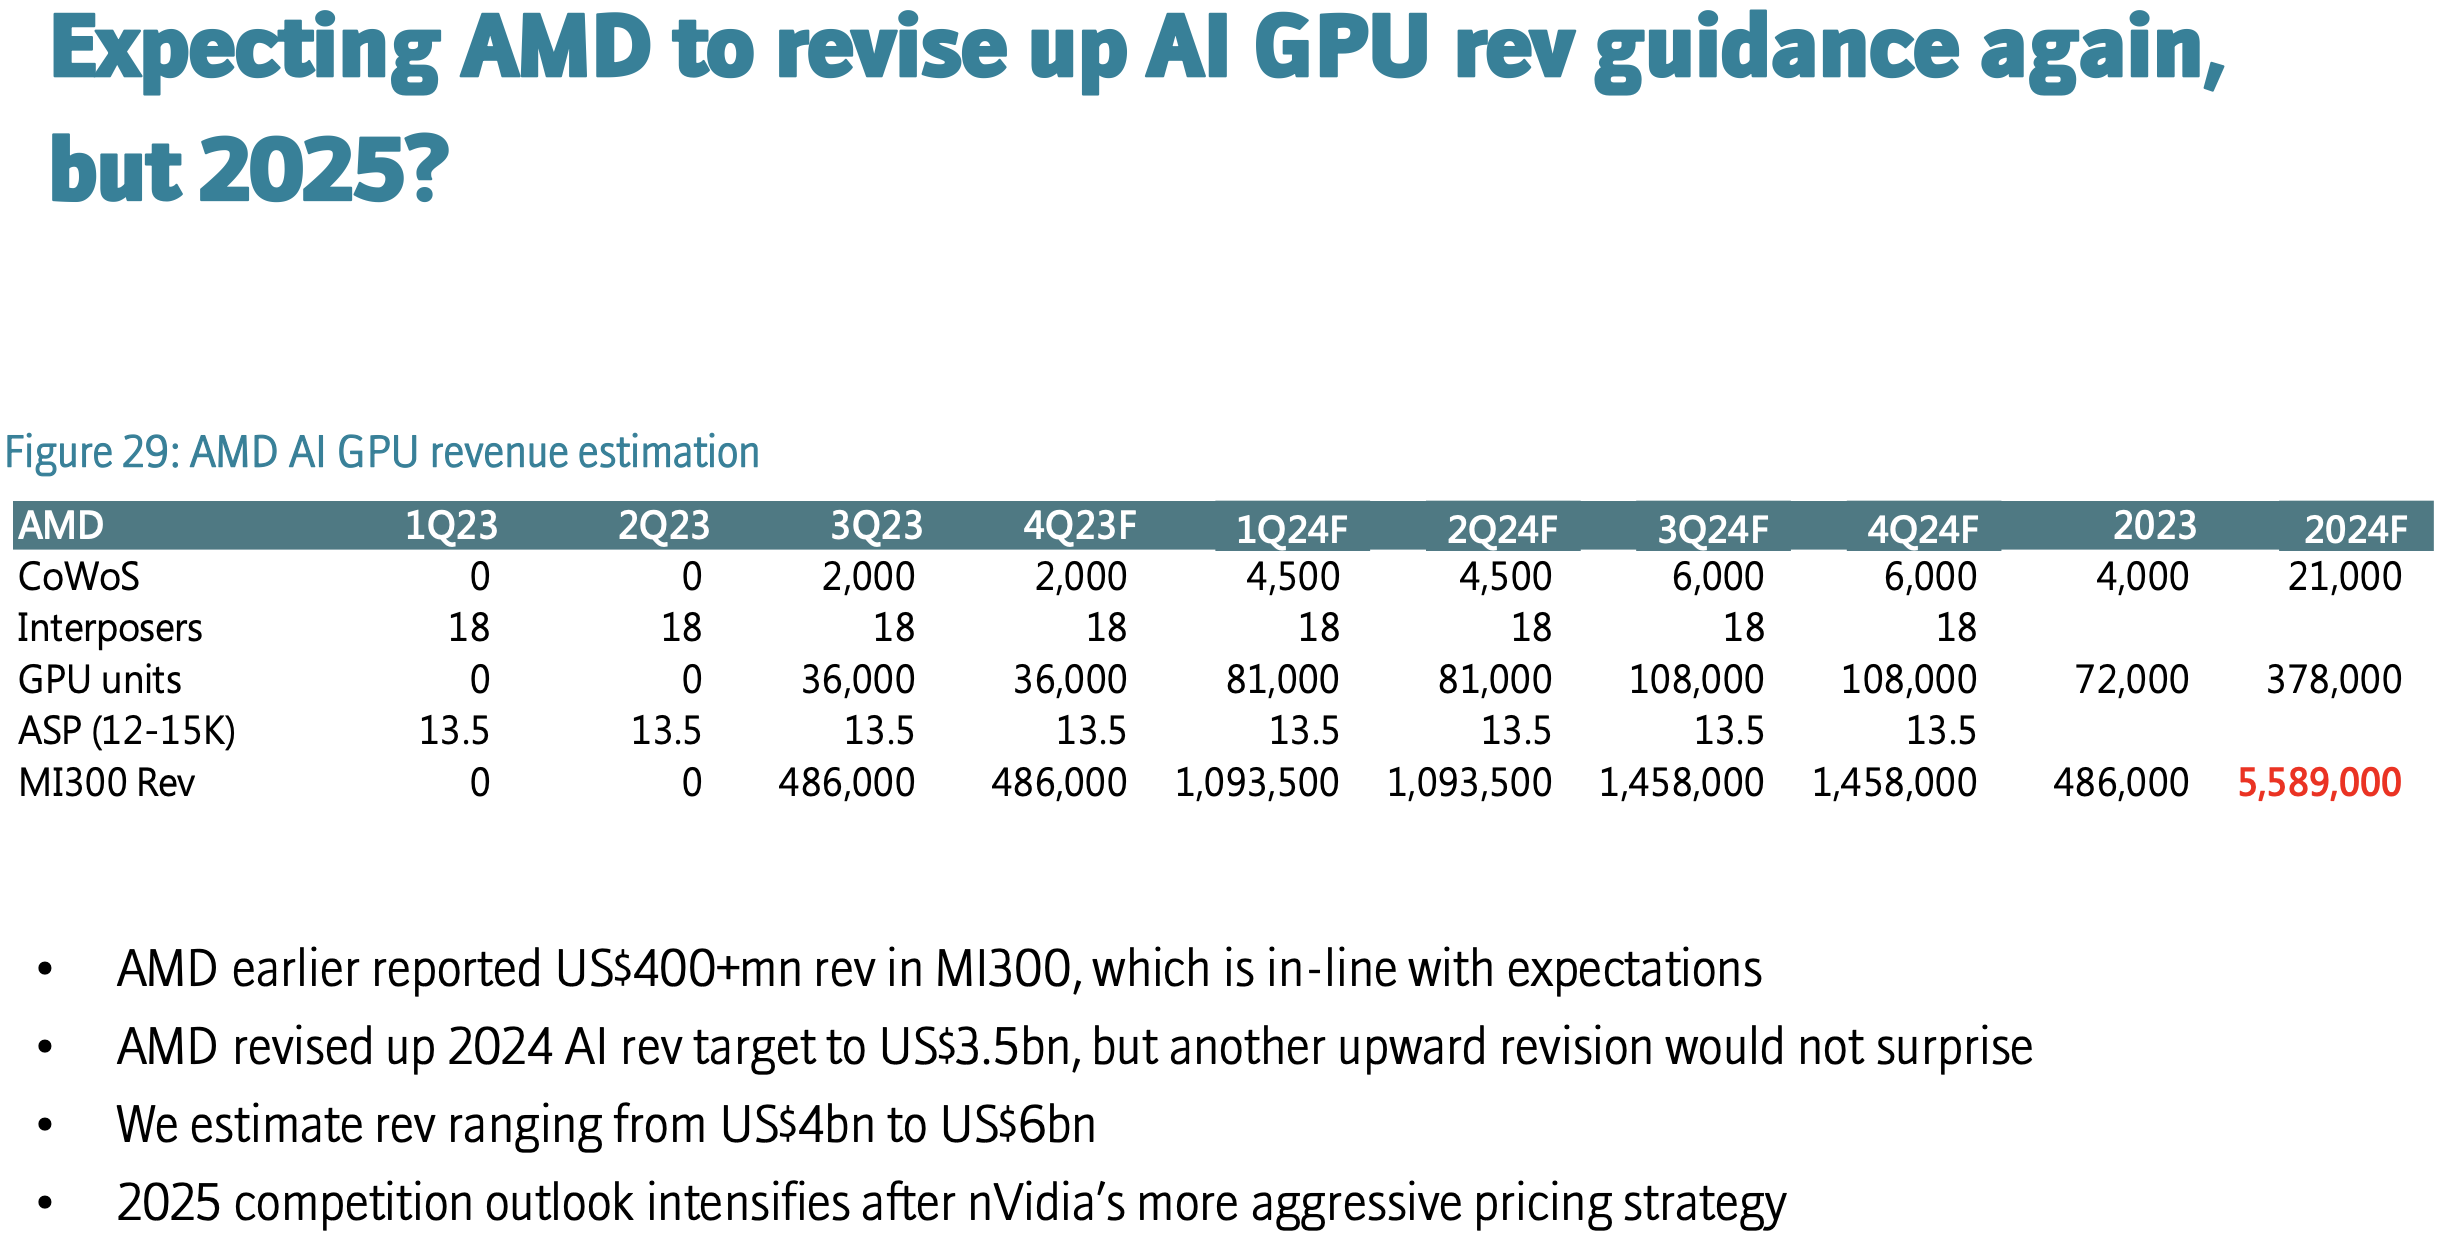 Expecting AMD to revise up AI GPU rev guidance again,
but 2025?
Figure 29: AMD AI GPU revenue estimation
AMD 1Q23 2Q23 3Q23 4Q23F 1Q24F 2Q24F 3Q24F 4Q24F 2023 2024F
CoWoS 0 0 2,000 2,000 4,500 4,500 6,000 6,000 4,000 21,000
Interposers 18 18 18 18 18 18 18 18
GPU units 0 0 36,000 36,000 81,000 81,000 108,000 108,000 72,000 378,000
ASP (12-15K) 13.5 13.5 13.5 13.5 13.5 13.5 13.5 13.5
MI300 Rev 0 0 486,000 486,000 1,093,500 1,093,500 1,458,000 1,458,000 486,000 5,589,000
• AMD earlier reported US$400+mn rev in MI300, which is in-line with expectations
• AMD revised up 2024 AI rev target to US$3.5bn, but another upward revision would not surprise
• We estimate rev ranging from US$4bn to US$6bn
• 2025 competition outlook intensifies after nVidia’s more aggressive pricing strategy